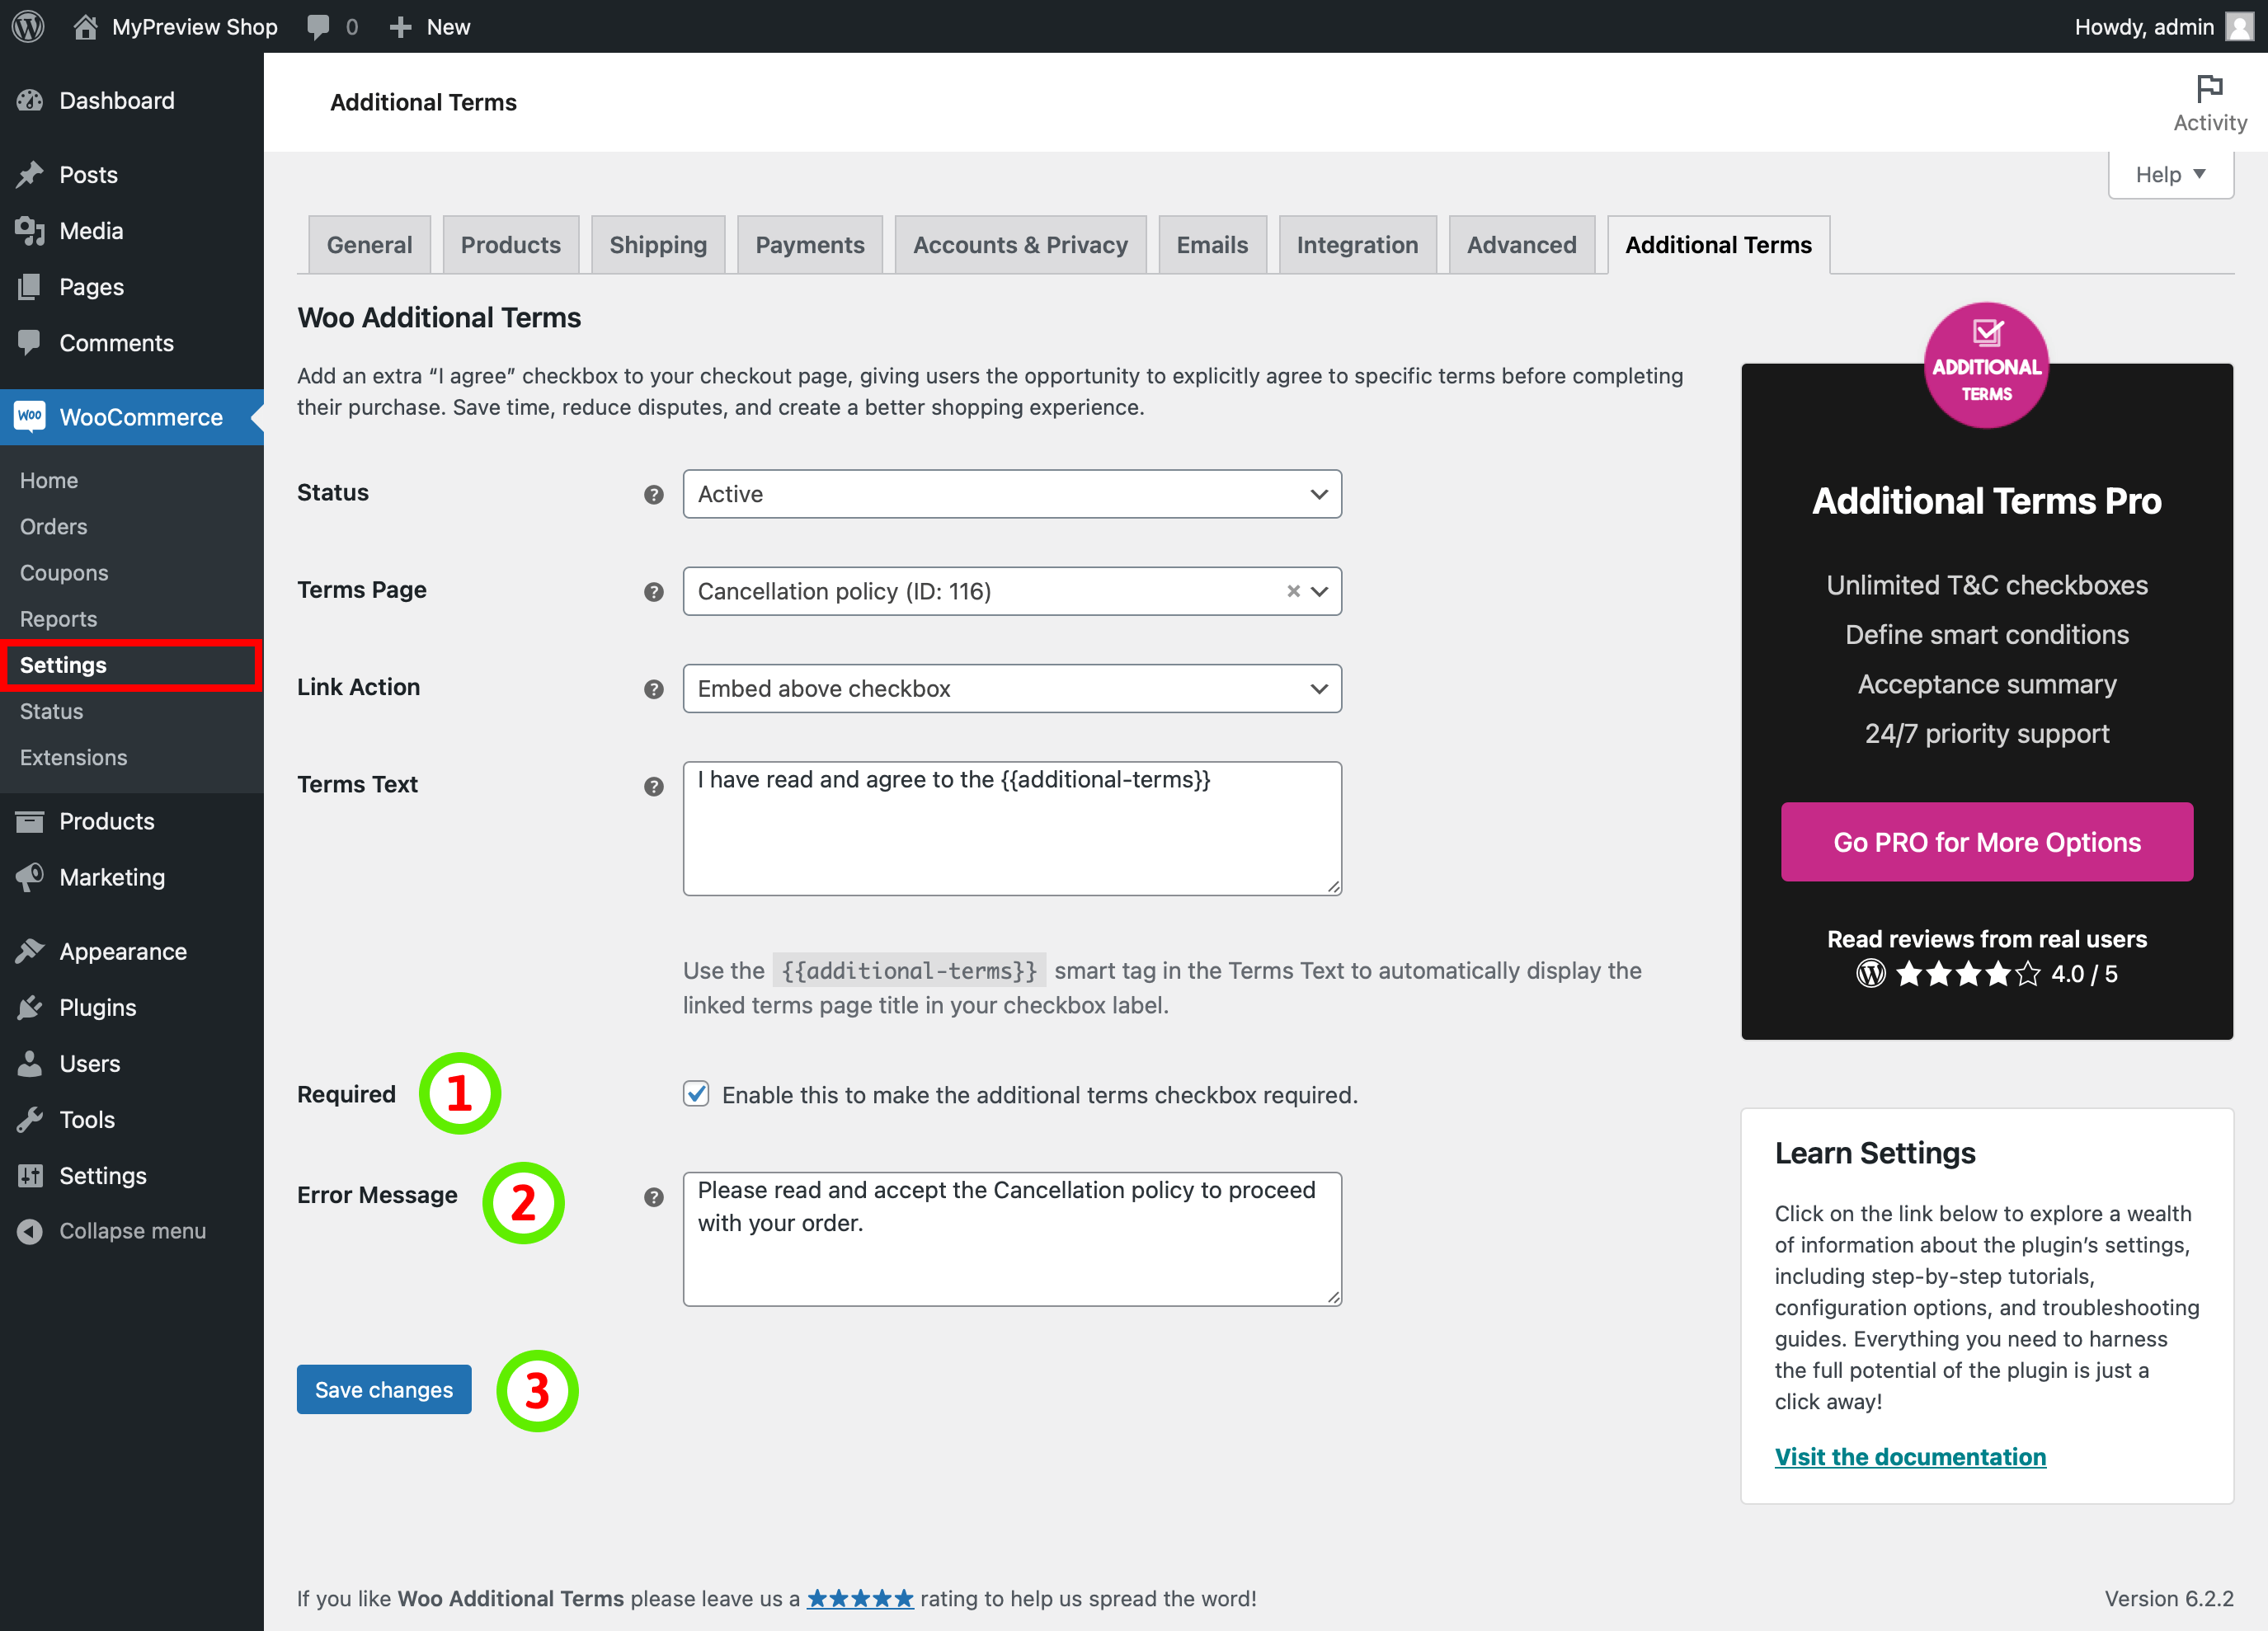 MyPreview Shop
0
New
Howdy, admin
Dashboard
Posts
Media
Pages
Comments
WOO
WooCommerce
Home
Orders
Coupons
Reports
Settings
Status
Extensions
Products
Marketing
Appearance
Plugins
Users
Tools
Settings
Collapse menu
Additional Terms
Activity
Help
General
Products
Shipping
Payments
Accounts & Privacy
Emails
Integration
Advanced
Additional Terms
Woo Additional Terms
Add an extra “I agree” checkbox to your checkout page, giving users the opportunity to explicitly agree to specific terms before completing
their purchase. Save time, reduce disputes, and create a better shopping experience.
Status
?
Active
Terms Page
?
Cancellation policy (ID: 116)
×
Link Action
?
Embed above checkbox
Terms Text
?
I have read and agree to the {{additional-terms}}
Use the {{additional-terms}} smart tag in the Terms Text to automatically display the
linked terms page title in your checkbox label.
Required
1
Enable this to make the additional terms checkbox required.
Error Message
2
?
Please read and accept the Cancellation policy to proceed
with your order.
Save changes
3
ADDITIONAL
TERMS
Additional Terms Pro
Unlimited T&C checkboxes
Define smart conditions
Acceptance summary
24/7 priority support
Go PRO for More Options
Read reviews from real users
4.0 / 5
Learn Settings
Click on the link below to explore a wealth
of information about the plugin’s settings,
including step-by-step tutorials,
configuration options, and troubleshooting
guides. Everything you need to harness
the full potential of the plugin is just a
click away!
Visit the documentation
If you like Woo Additional Terms please leave us a ★★★★★ rating to help us spread the word!
Version 6.2.2